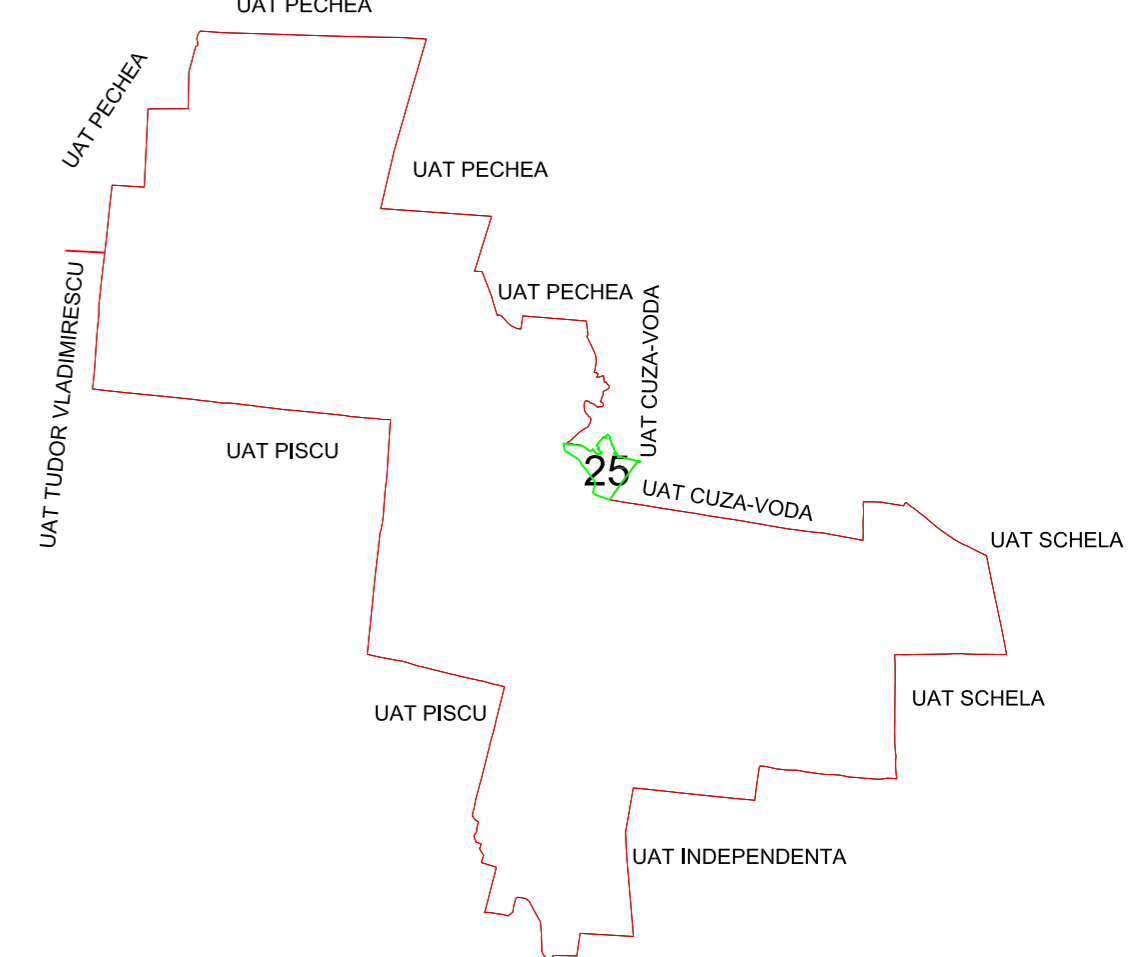 UAT PECHEA
UAT PECHEA
UAT PECHEA
UAT PECHEA
UAT CUZA-VODA
UAT TUDOR VLADIMIRESCU
UAT PISCU
25
UAT CUZA-VODA
UAT SCHELA
UAT SCHELA
UAT PISCU
UAT INDEPENDENTA